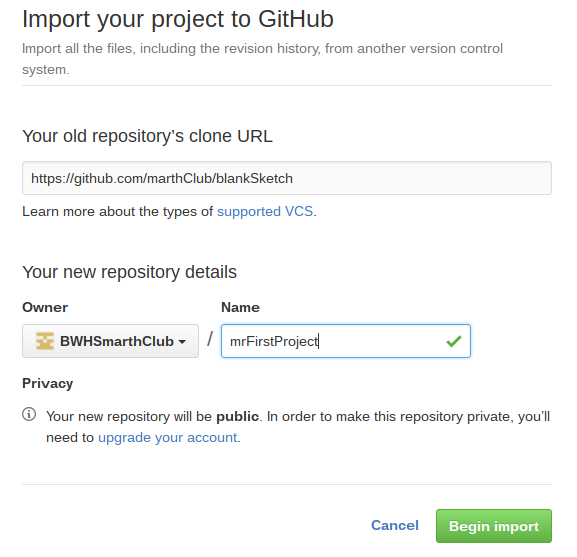 Import your project to GitHub
Import all the files, including the revision history, from another version control
system.
Your old repository's clone URL
https://github.com/marthClub/blankSketch
Learn more about the types of supported VCS.
Your new repository details
Owner
Name
BWHSmarthClub
/
mrFirstProject
Privacy
Your new repository will be public. In order to make this repository private, you'll
need to upgrade your account.
Cancel
Begin import